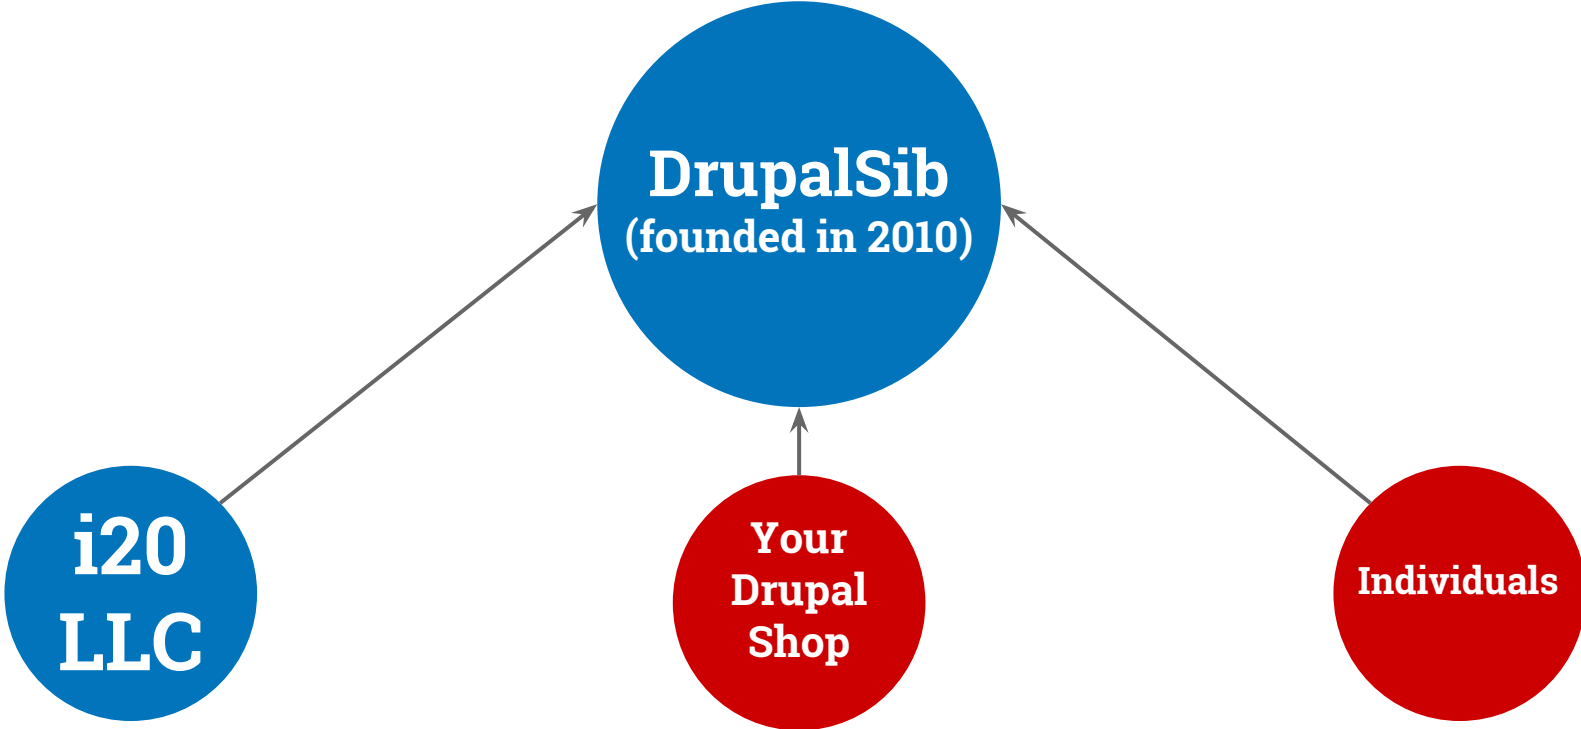 DrupalSib
(founded in 2010)
i20
LLC
Your
Drupal
Shop
Individuals